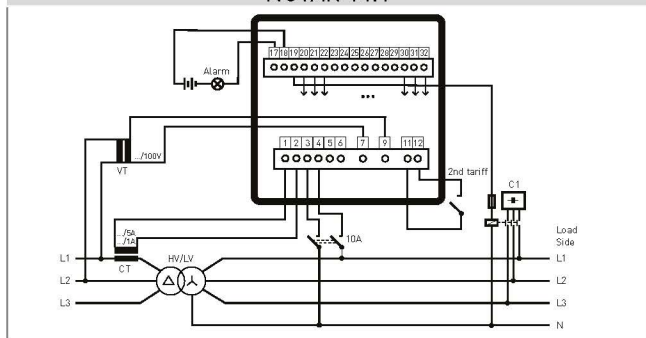 17 18 19 20 21 22 23 24 25 26 27 28 29 30 31 32
Alarm
...
1 2 3 4 5 6 7 9 11 12
.../100V
VT
2nd tariff
C1
.../5A
.../1A
10A
Load
Side
L1 CT HV/LV L1
L2 L2
L3 L3
N